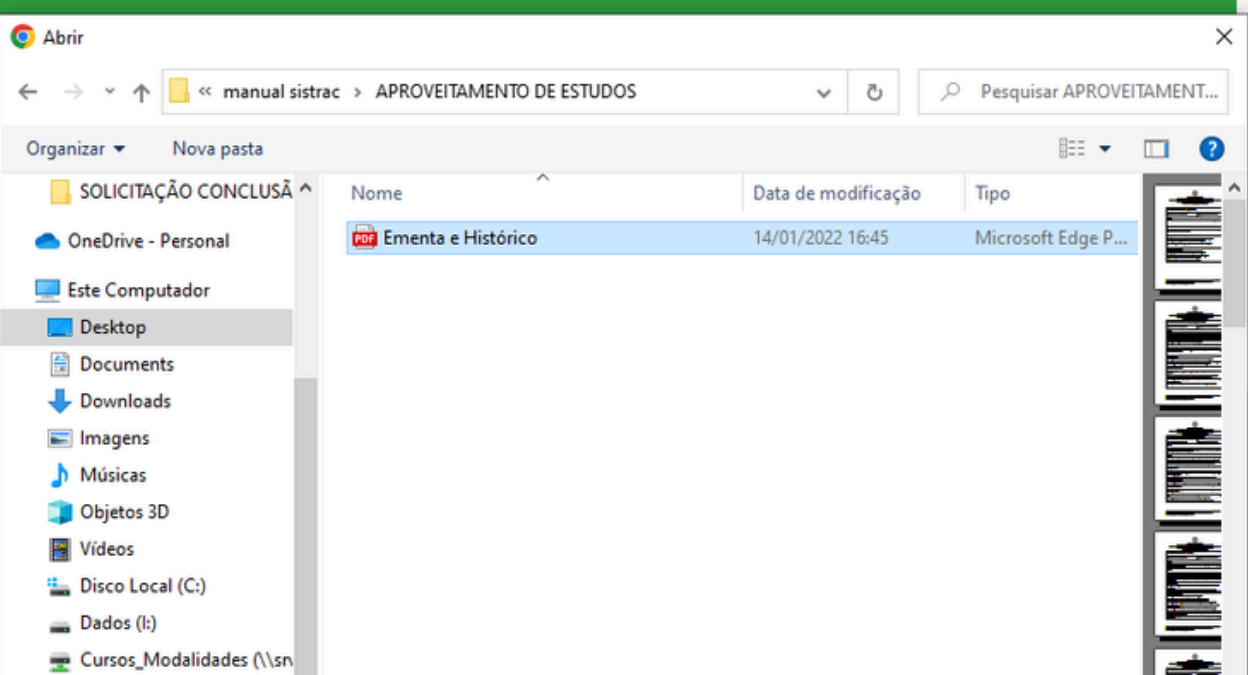 Abrir
« manual sistrac > APROVEITAMENTO DE ESTUDOS
Pesquisar APROVEITAMENT...
Organizar
Nova pasta
SOLICITAÇÃO CONCLUSÃ
OneDrive - Personal
Este Computador
Desktop
Documents
Downloads
Imagens
Músicas
Objetos 3D
Vídeos
Disco Local (C:)
Dados (I:)
Cursos_Modalidades (\\srv
Nome
Data de modificação
Tipo
PDF Ementa e Histórico
14/01/2022 16:45
Microsoft Edge P...